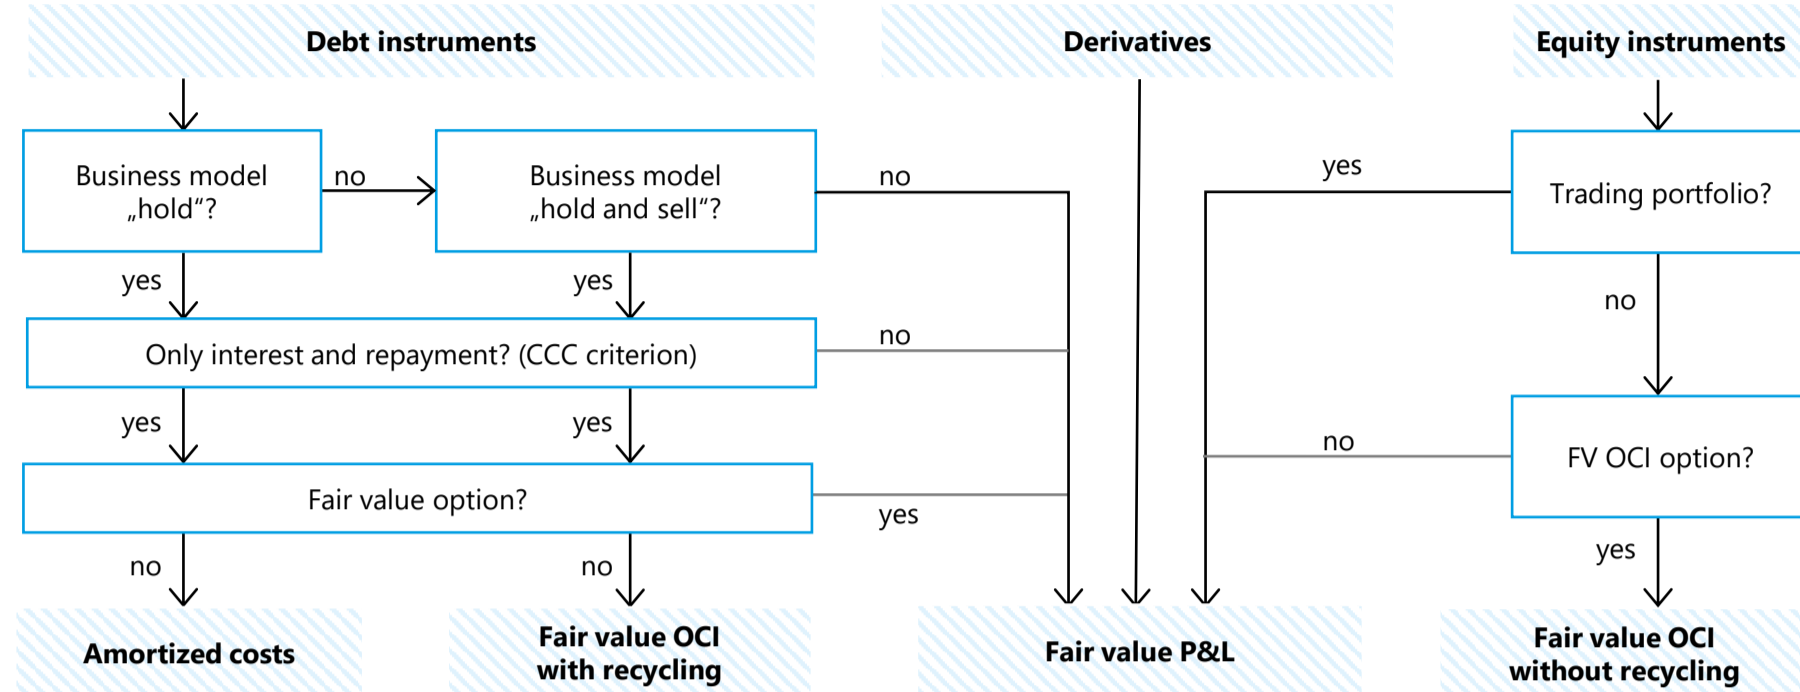 Debt instruments
Derivatives
Equity instruments
Business model
„hold“?
no
Business model
„hold and sell“?
no
yes
Trading portfolio?
yes
yes
no
Only interest and repayment? (CCC criterion)
no
yes
yes
no
FV OCI option?
Fair value option?
yes
no
no
yes
Amortized costs
Fair value OCI
with recycling
Fair value P&L
Fair value OCI
without recycling